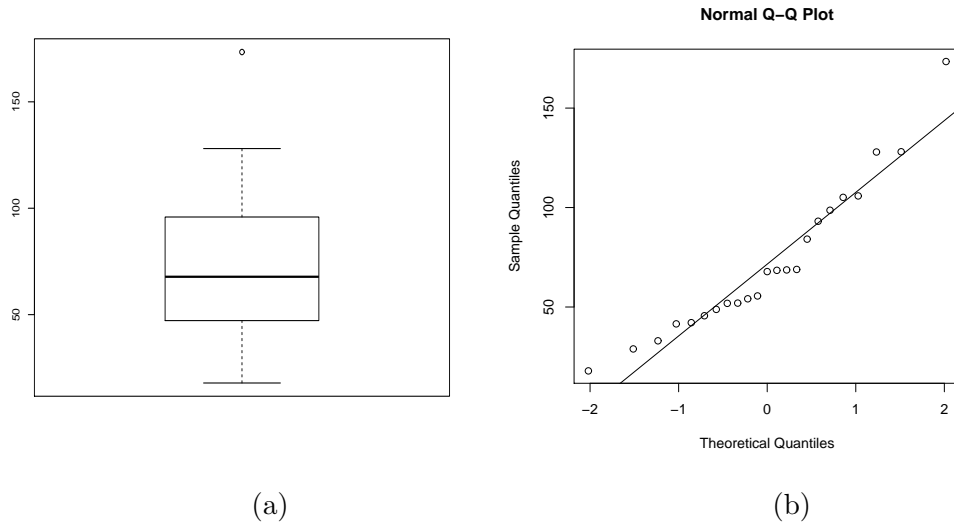 150
100
50
Normal Q−Q Plot
150
100
50
Sample Quantiles
−2 −1 0 1 2
Theoretical Quantiles
(a)
(b)